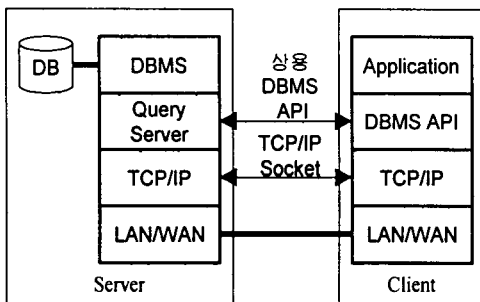 DB
DBMS
Query
Server
TCP/IP
LAN/WAN
Server
상용
DBMS
API
TCP/IP
Socket
Application
DBMS API
TCP/IP
LAN/WAN
Client